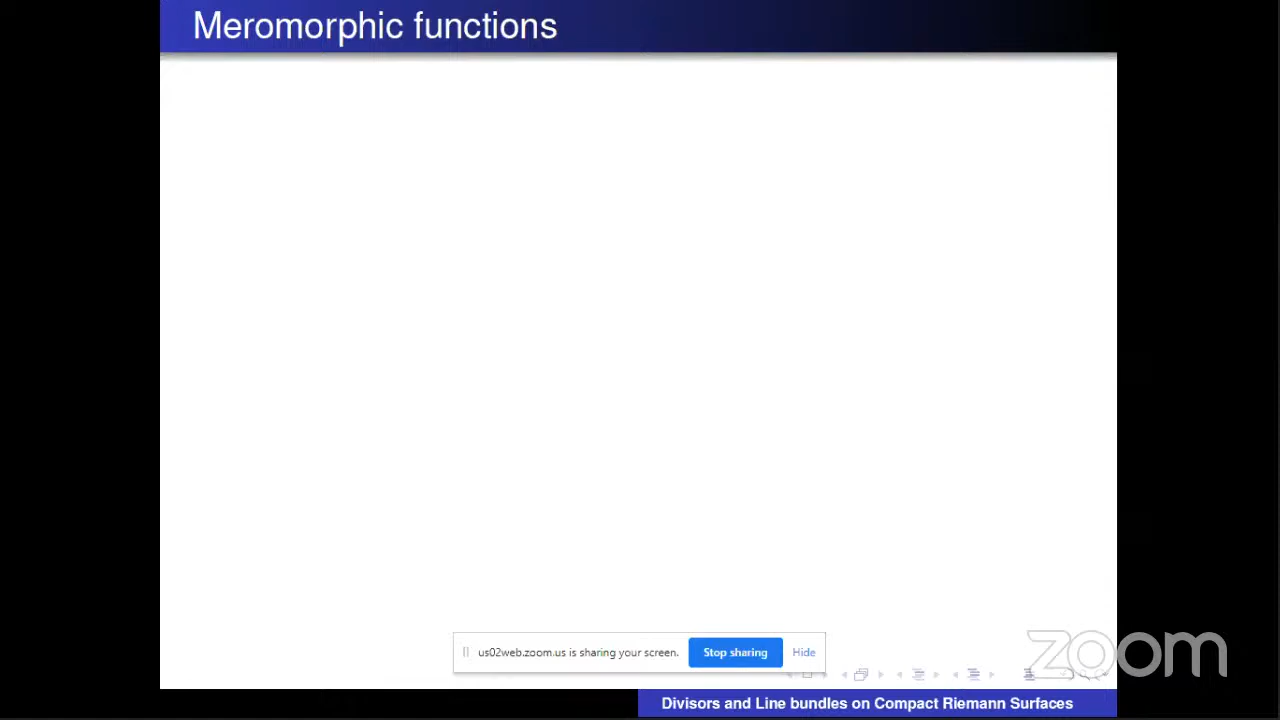 Meromorphic functions
us02web.zoom.us is sharing your screen.
Stop sharing
Hide
zoom
Divisors and Line bundles on Compact Riemann Surfaces